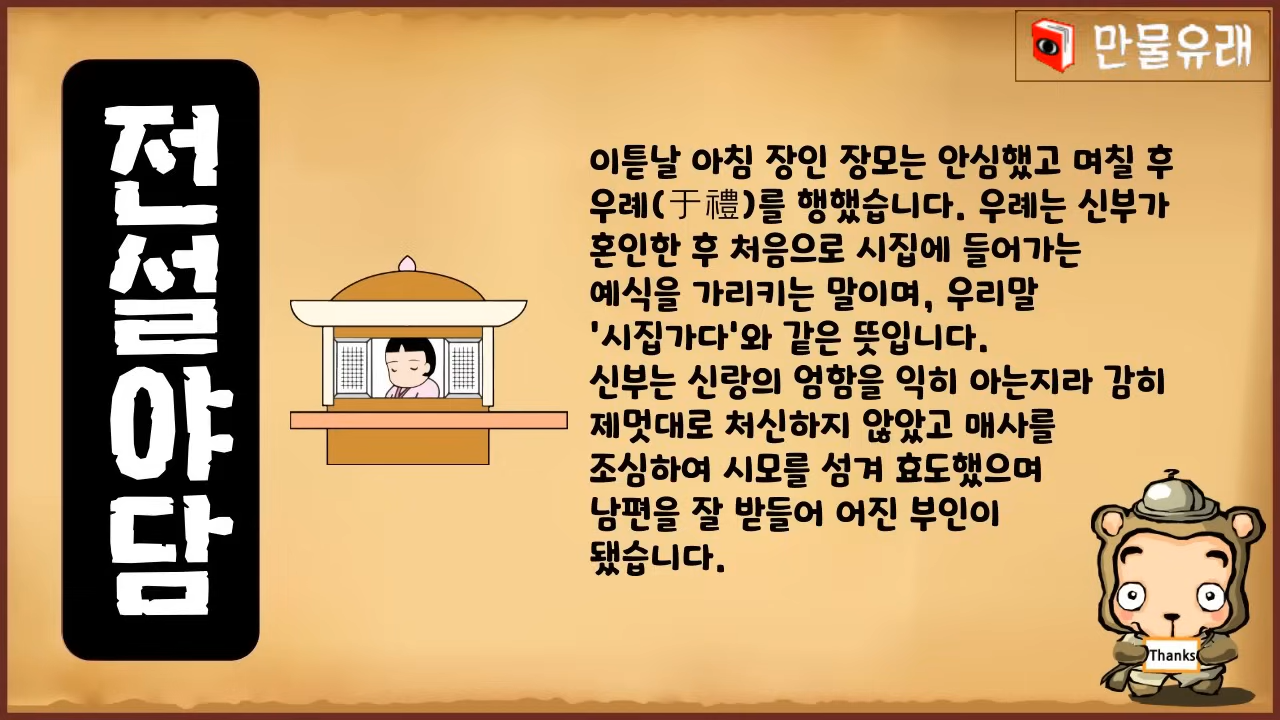 만물유래
전설야담
이튿날 아침 장인 장모는 안심했고 며칠 후
우례(于禮)를 행했습니다. 우례는 신부가
혼인한 후 처음으로 시집에 들어가는
예식을 가리키는 말이며, 우리말
'시집가다'와 같은 뜻입니다.
신부는 신랑의 엄함을 익히 아는지라 감히
제멋대로 처신하지 않았고 매사를
조심하여 시모를 섬겨 효도했으며
남편을 잘 받들어 어진 부인이
됐습니다.
Thanks